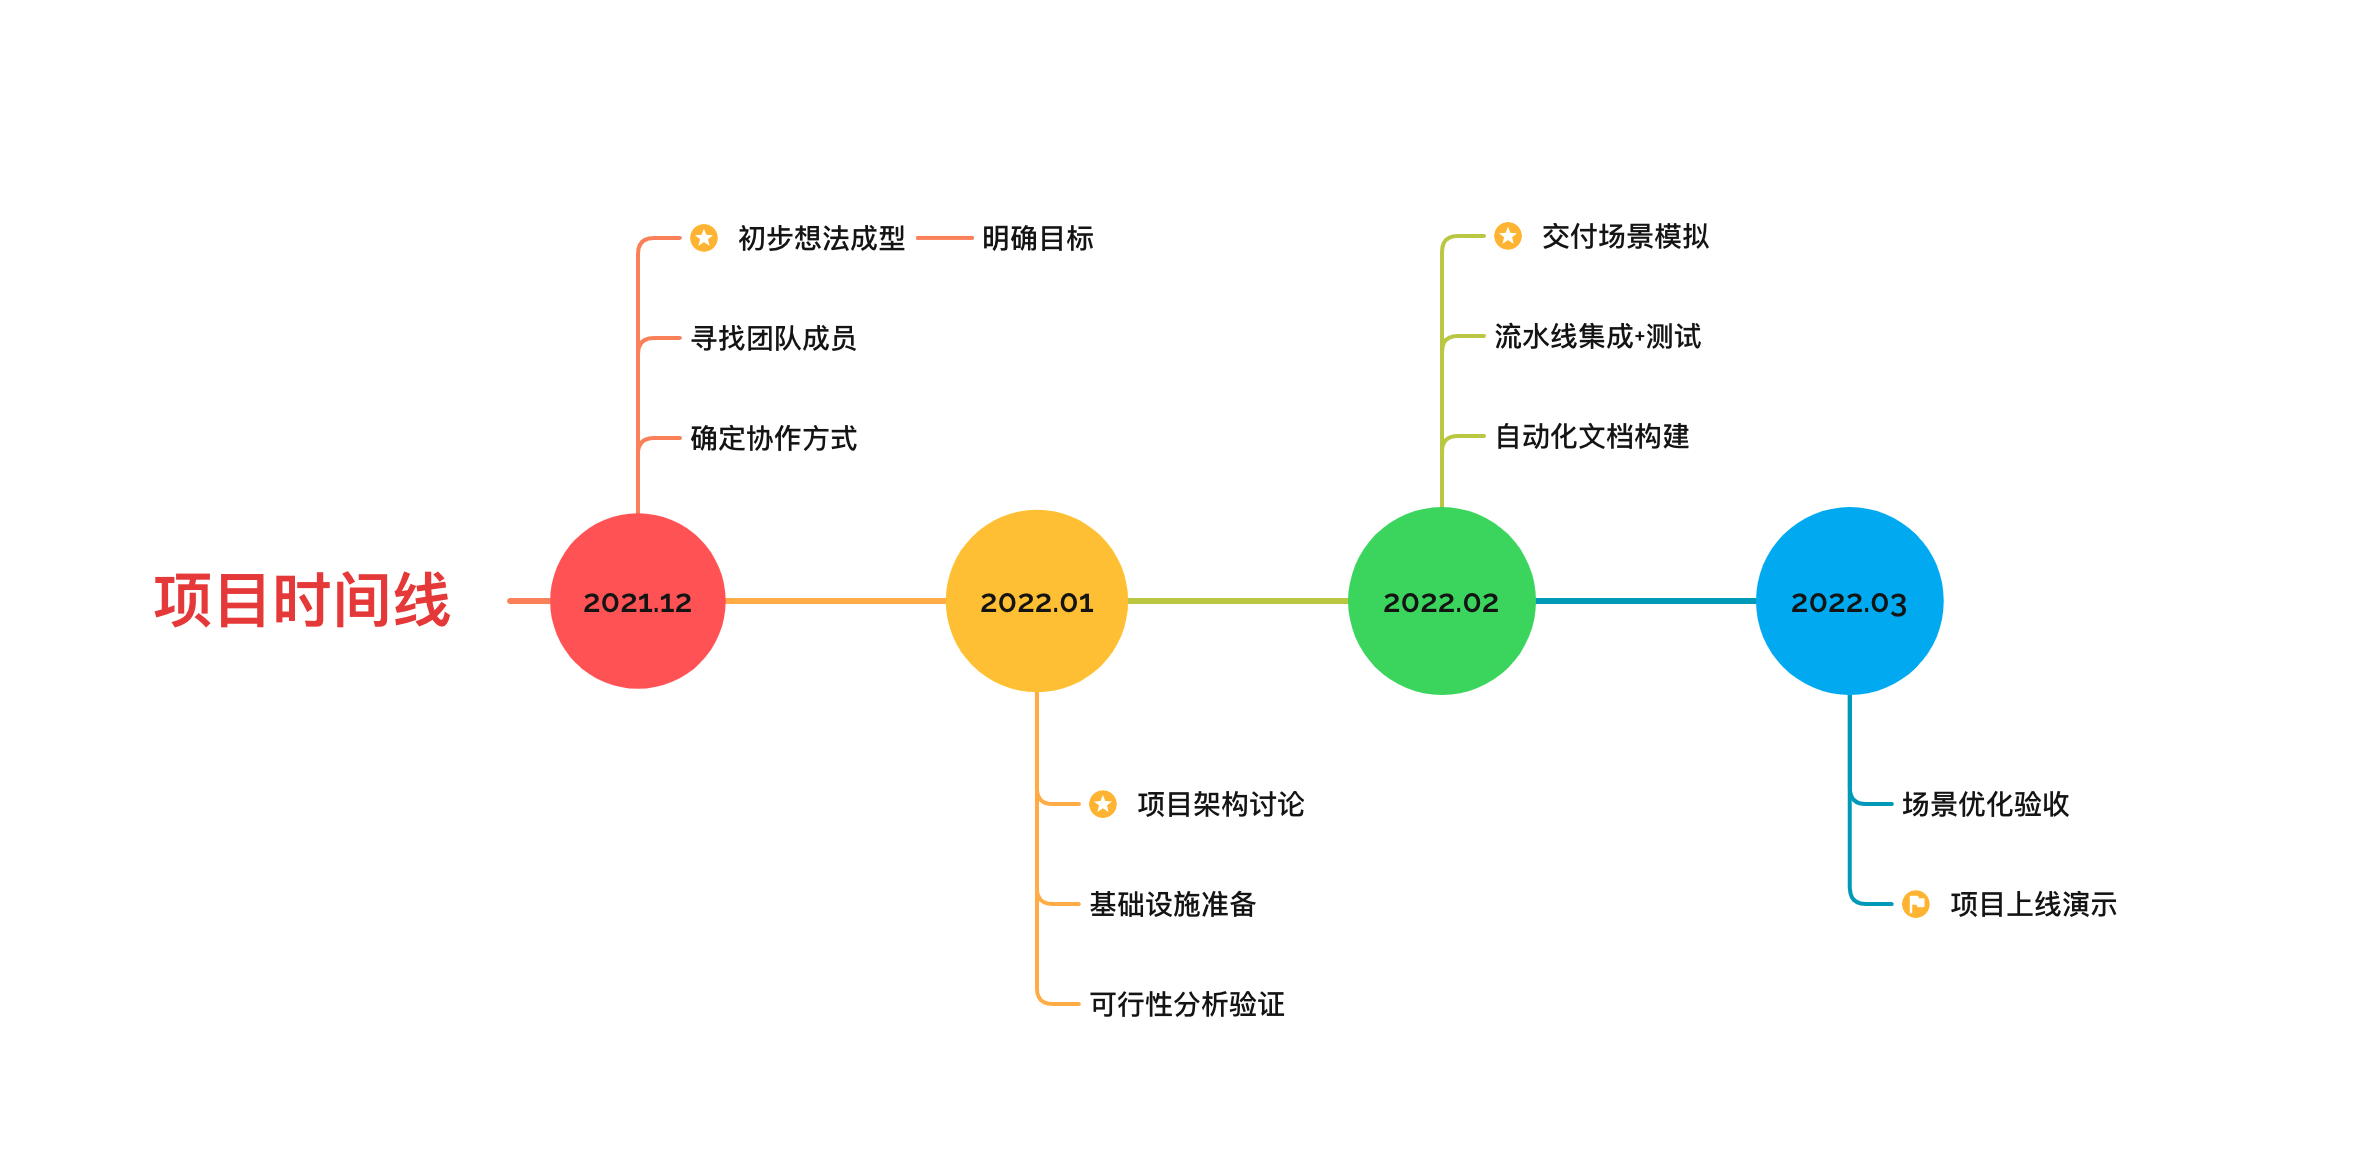 项目时间线
2021.12
初步想法成型
明确目标
寻找团队成员
确定协作方式
2022.01
项目架构讨论
基础设施准备
可行性分析验证
2022.02
交付场景模拟
流水线集成+测试
自动化文档构建
2022.03
场景优化验收
项目上线演示